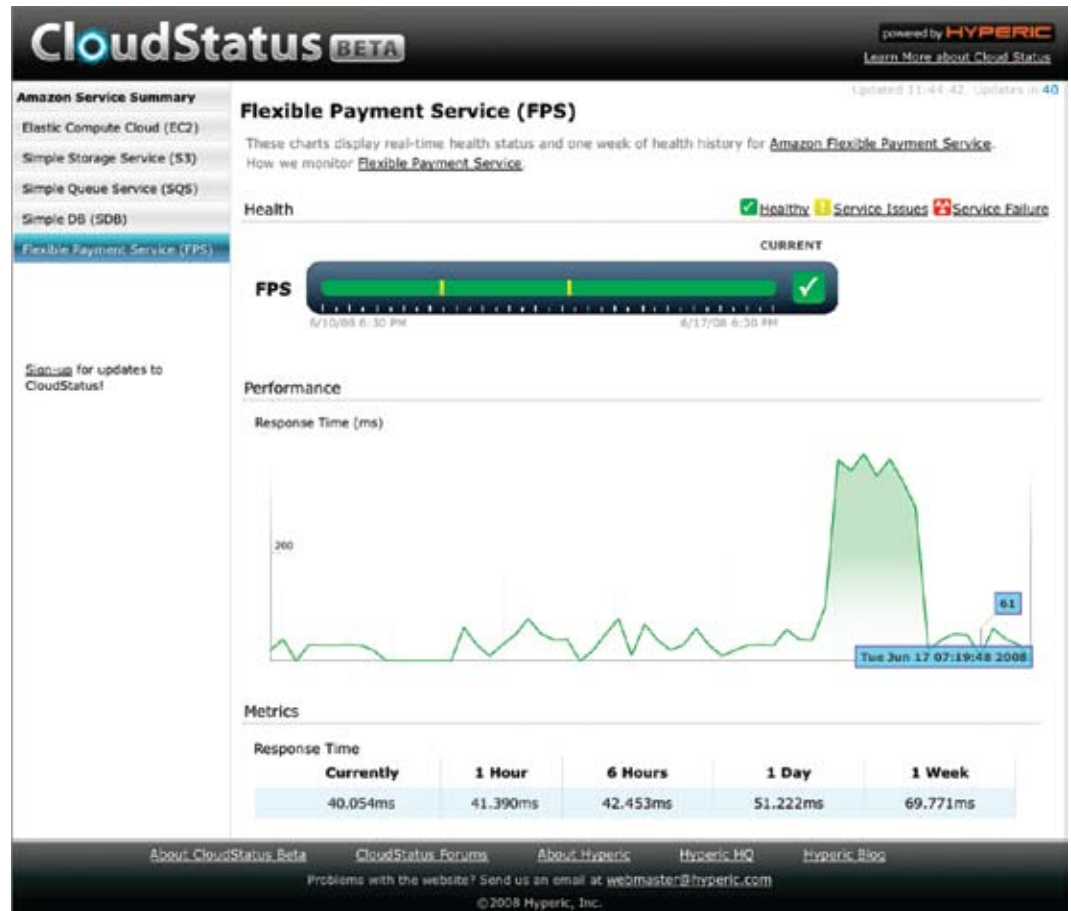 CloudStatus BETA
powered by HYPERIC
Learn More about Cloud Status
Updated 11:44:42. Updates in 40
Amazon Service Summary
Elastic Compute Cloud (EC2)
Simple Storage Service (S3)
Simple Queue Service (SQS)
Simple DB (SDB)
Flexible Payment Service (FPS)
Sign-up for updates to
CloudStatus!
Flexible Payment Service (FPS)
These charts display real-time health status and one week of health history for Amazon Flexible Payment Service.
How we monitor Flexible Payment Service.
Health
Healthy Service Issues Service Failure
CURRENT
FPS
6/10/08 6:30 PM 6/17/08 6:30 PM
Performance
Response Time (ms)
260
61
Tue Jun 17 07:19:48 2008
Metrics
Response Time
Currently 1 Hour 6 Hours 1 Day 1 Week
40.054ms 41.390ms 42.453ms 51.222ms 69.771ms
About CloudStatus Beta CloudStatus Forums About Hyperic Hyperic HQ Hyperic Blog
Problems with the website? Send us an email at webmaster@hyperic.com
©2008 Hyperic, Inc.